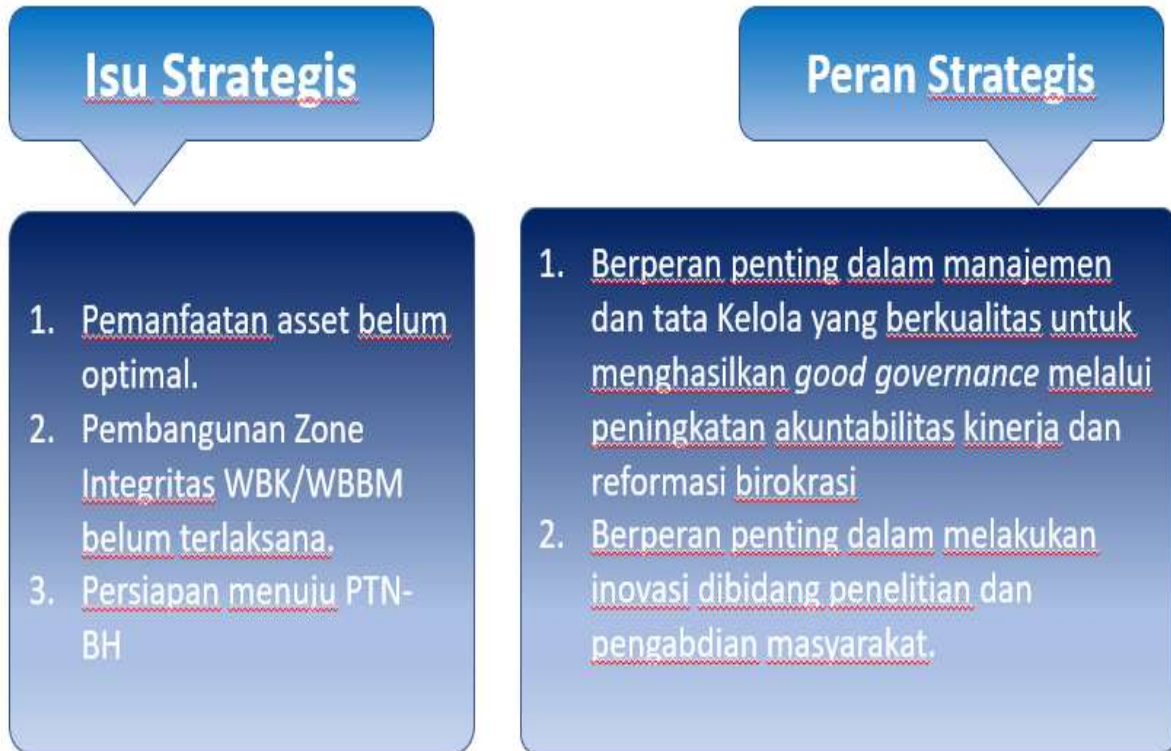 Isu Strategis
1. Pemanfaatan asset belum
optimal.
2. Pembangunan Zone
Integritas WBK/WBBM
belum terlaksana.
3. Persiapan menuju PTN-
BH
Peran Strategis
1. Berperan penting dalam manajemen
dan tata Kelola yang berkualitas untuk
menghasilkan good governance melalui
peningkatan akuntabilitas kinerja dan
reformasi birokrasi
2. Berperan penting dalam melakukan
inovasi dibidang penelitian dan
pengabdian masyarakat.